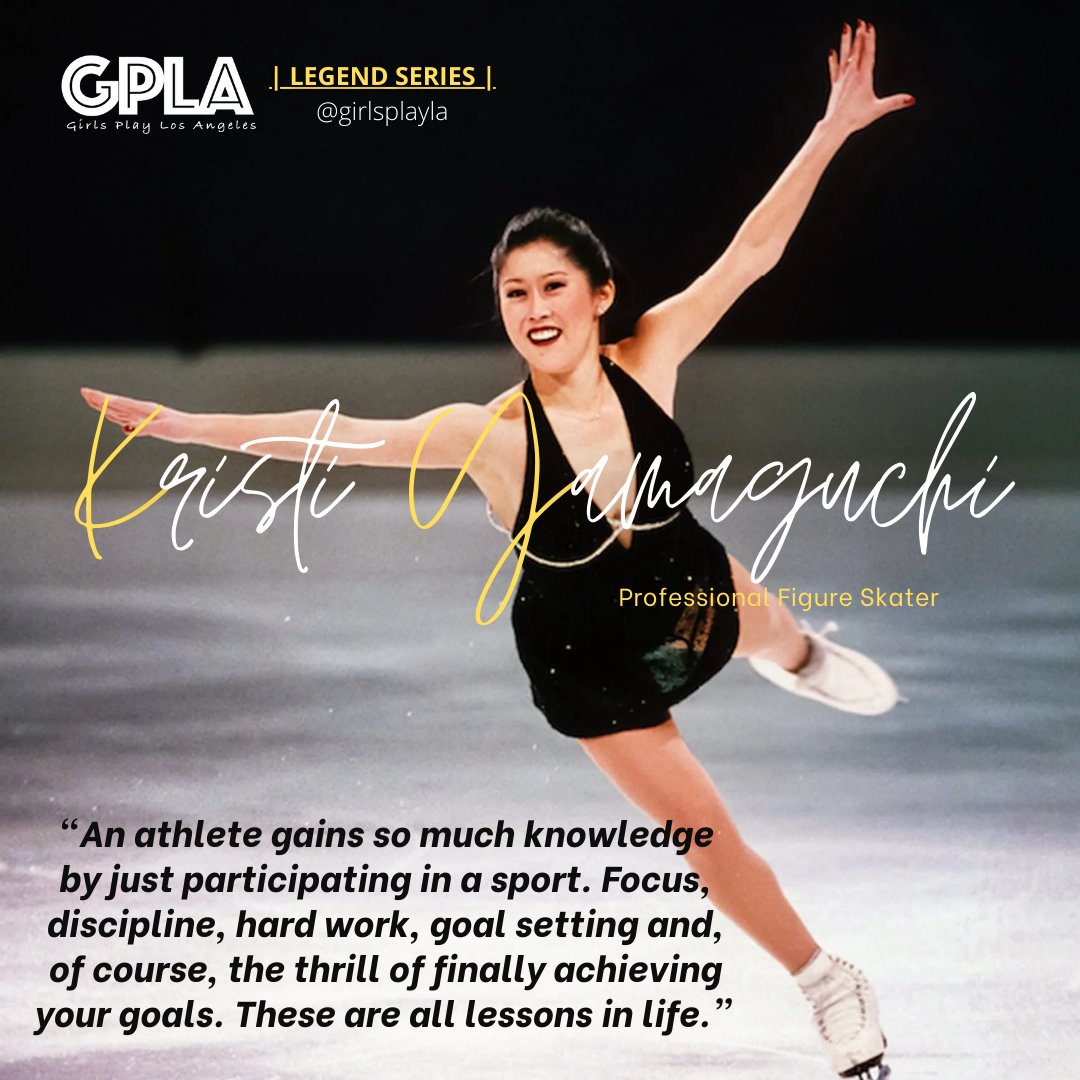 GPLA
Girls Play Los Angeles
| LEGEND SERIES |
@girlsplayla
Kristi Yamaguchi
Professional Figure Skater
“An athlete gains so much knowledge
by just participating in a sport. Focus,
discipline, hard work, goal setting and,
of course, the thrill of finally achieving
your goals. These are all lessons in life.”